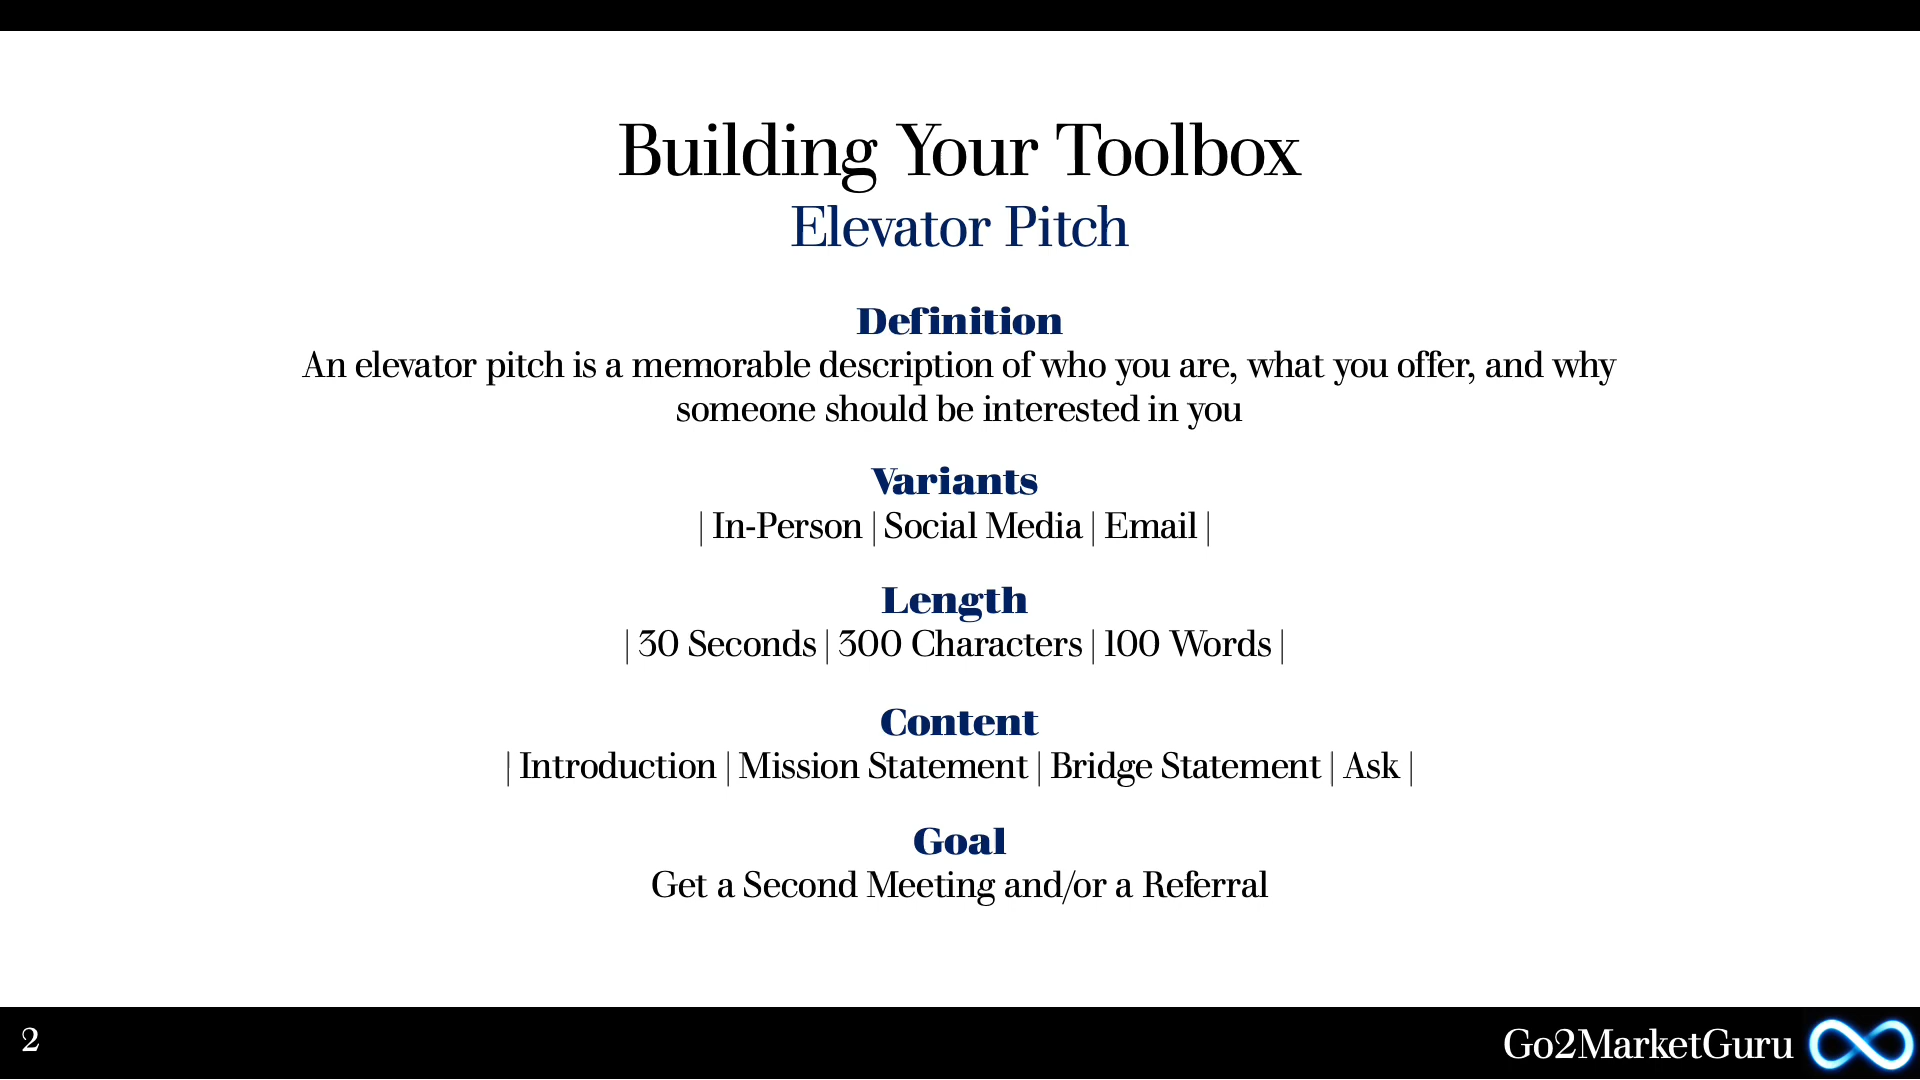 Building Your Toolbox
Elevator Pitch
Definition
An elevator pitch is a memorable description of who you are, what you offer, and why
someone should be interested in you
Variants
| In-Person | Social Media | Email |
Length
| 30 Seconds | 300 Characters | 100 Words |
Content
| Introduction | Mission Statement | Bridge Statement | Ask |
Goal
Get a Second Meeting and/or a Referral
2
Go2MarketGuru